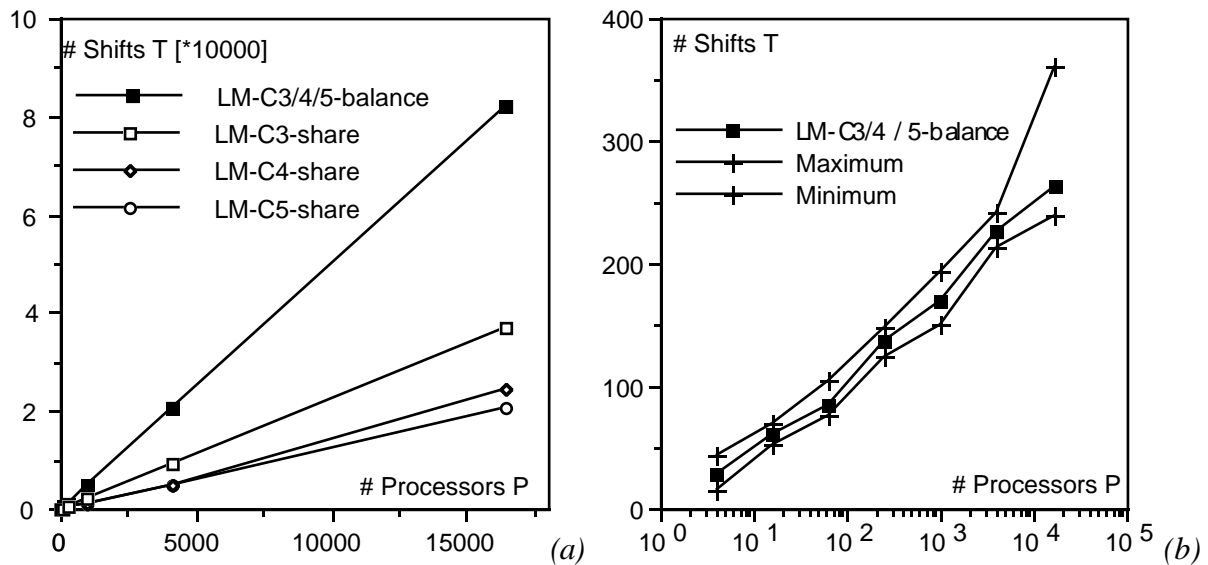 10
# Shifts T [*10000]
LM-C3/4/5-balance
8
LM-C3-share
LM-C4-share
LM-C5-share
6
4
2
# Processors P
0
0 5000 10000 15000 (a)
400
# Shifts T
300
LM-C3/4 / 5-balance
Maximum
Minimum
200
100
# Processors P
0
10 0 10 1 10 2 10 3 10 4 10 5 (b)